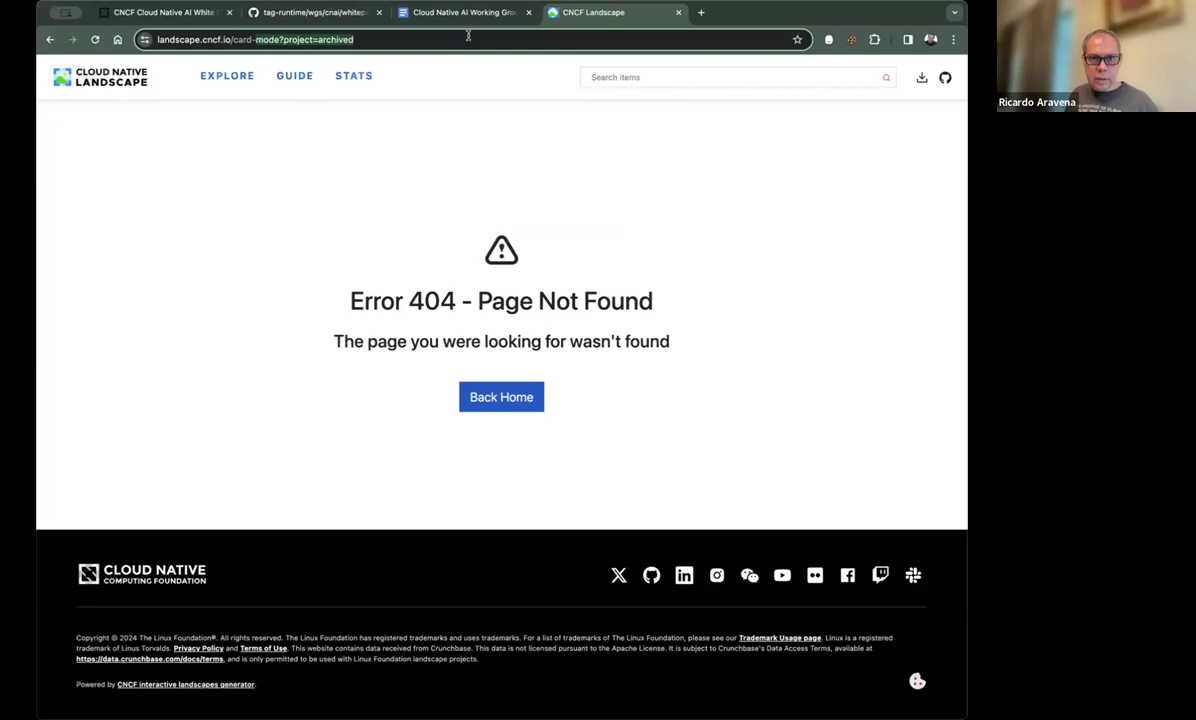 CNCF Cloud Native AI White
tag-runtime/wgs/cnai/whitep
Cloud Native AI Working Gro
CNCF Landscape
landscape.cncf.io/card-mode?project=archived
CLOUD NATIVE
LANDSCAPE
EXPLORE
GUIDE
STATS
Search items
Ricardo Aravena
Error 404 - Page Not Found
The page you were looking for wasn't found
Back Home
CLOUD NATIVE
COMPUTING FOUNDATION
Copyright © 2024 The Linux Foundation®. All rights reserved. The Linux Foundation has registered trademarks and uses trademarks. For a list of trademarks of The Linux Foundation, please see our Trademark Usage page. Linux is a registered
trademark of Linus Torvalds. Privacy Policy and Terms of Use. This website contains data received from Crunchbase. This data is not licensed pursuant to the Apache License. It is subject to Crunchbase's Data Access Terms, available at
https://data.crunchbase.com/docs/terms, and is only permitted to be used with Linux Foundation landscape projects.
Powered by CNCF interactive landscapes generator.